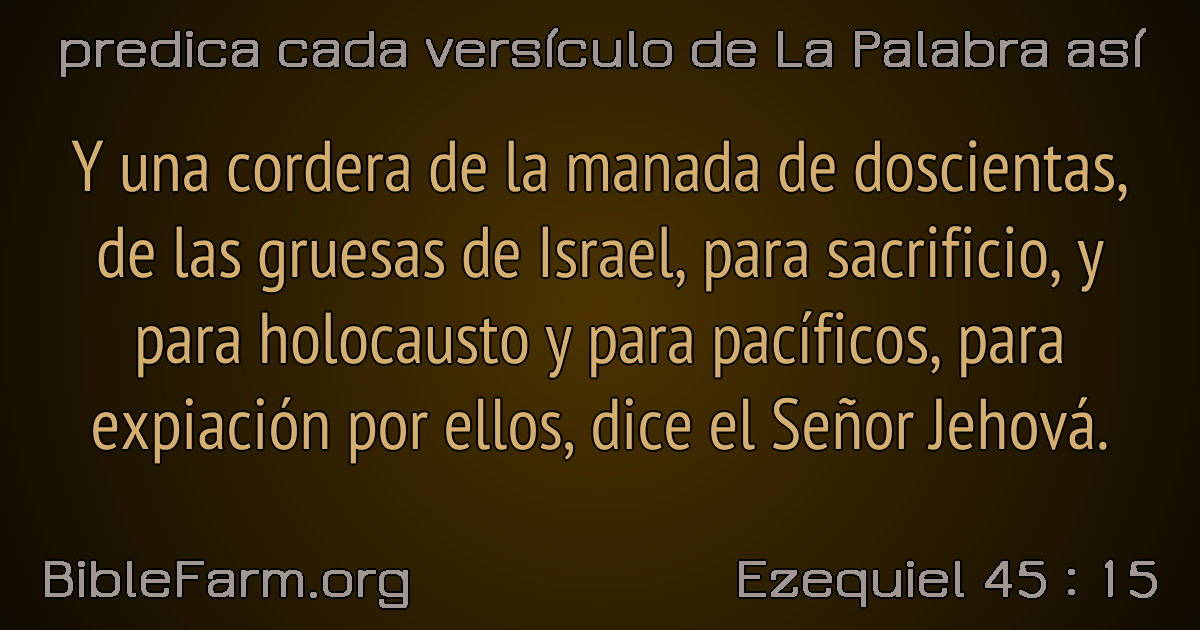 predica cada versículo de La Palabra así
Y una cordera de la manada de doscientas,
de las gruesas de Israel, para sacrificio, y
para holocausto y para pacíficos, para
expiación por ellos, dice el Señor Jehová.
BibleFarm.org
Ezequiel 45 : 15